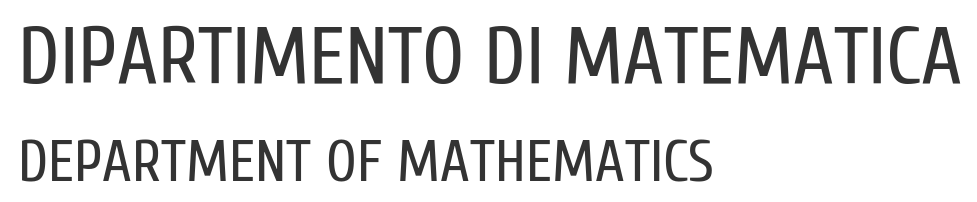 DIPARTIMENTO DI MATEMATICA
DEPARTMENT OF MATHEMATICS